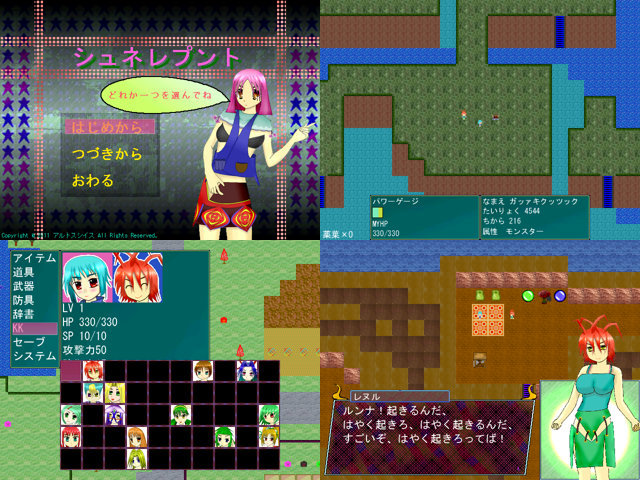 シュネレプント
どれか一つを選んでね
はじめから
つづきから
おわる
Copyright © 2011 アルトスシイス All Rights Reserved.
パワーゲージ
MYHP
330/330
薬葉×0
なまえ ガッァキクッツック
たいりょく 4544
ちから 216
属性 モンスター
アイテム
道具
武器
防具
辞書
KK
セーブ
システム
LV 1
HP 330/330
SP 10/10
攻撃力50
レヌル
ルンナ！起きるんだ、
はやく起きろ、はやく起きるんだ、
すごいぞ、はやく起きろってば！